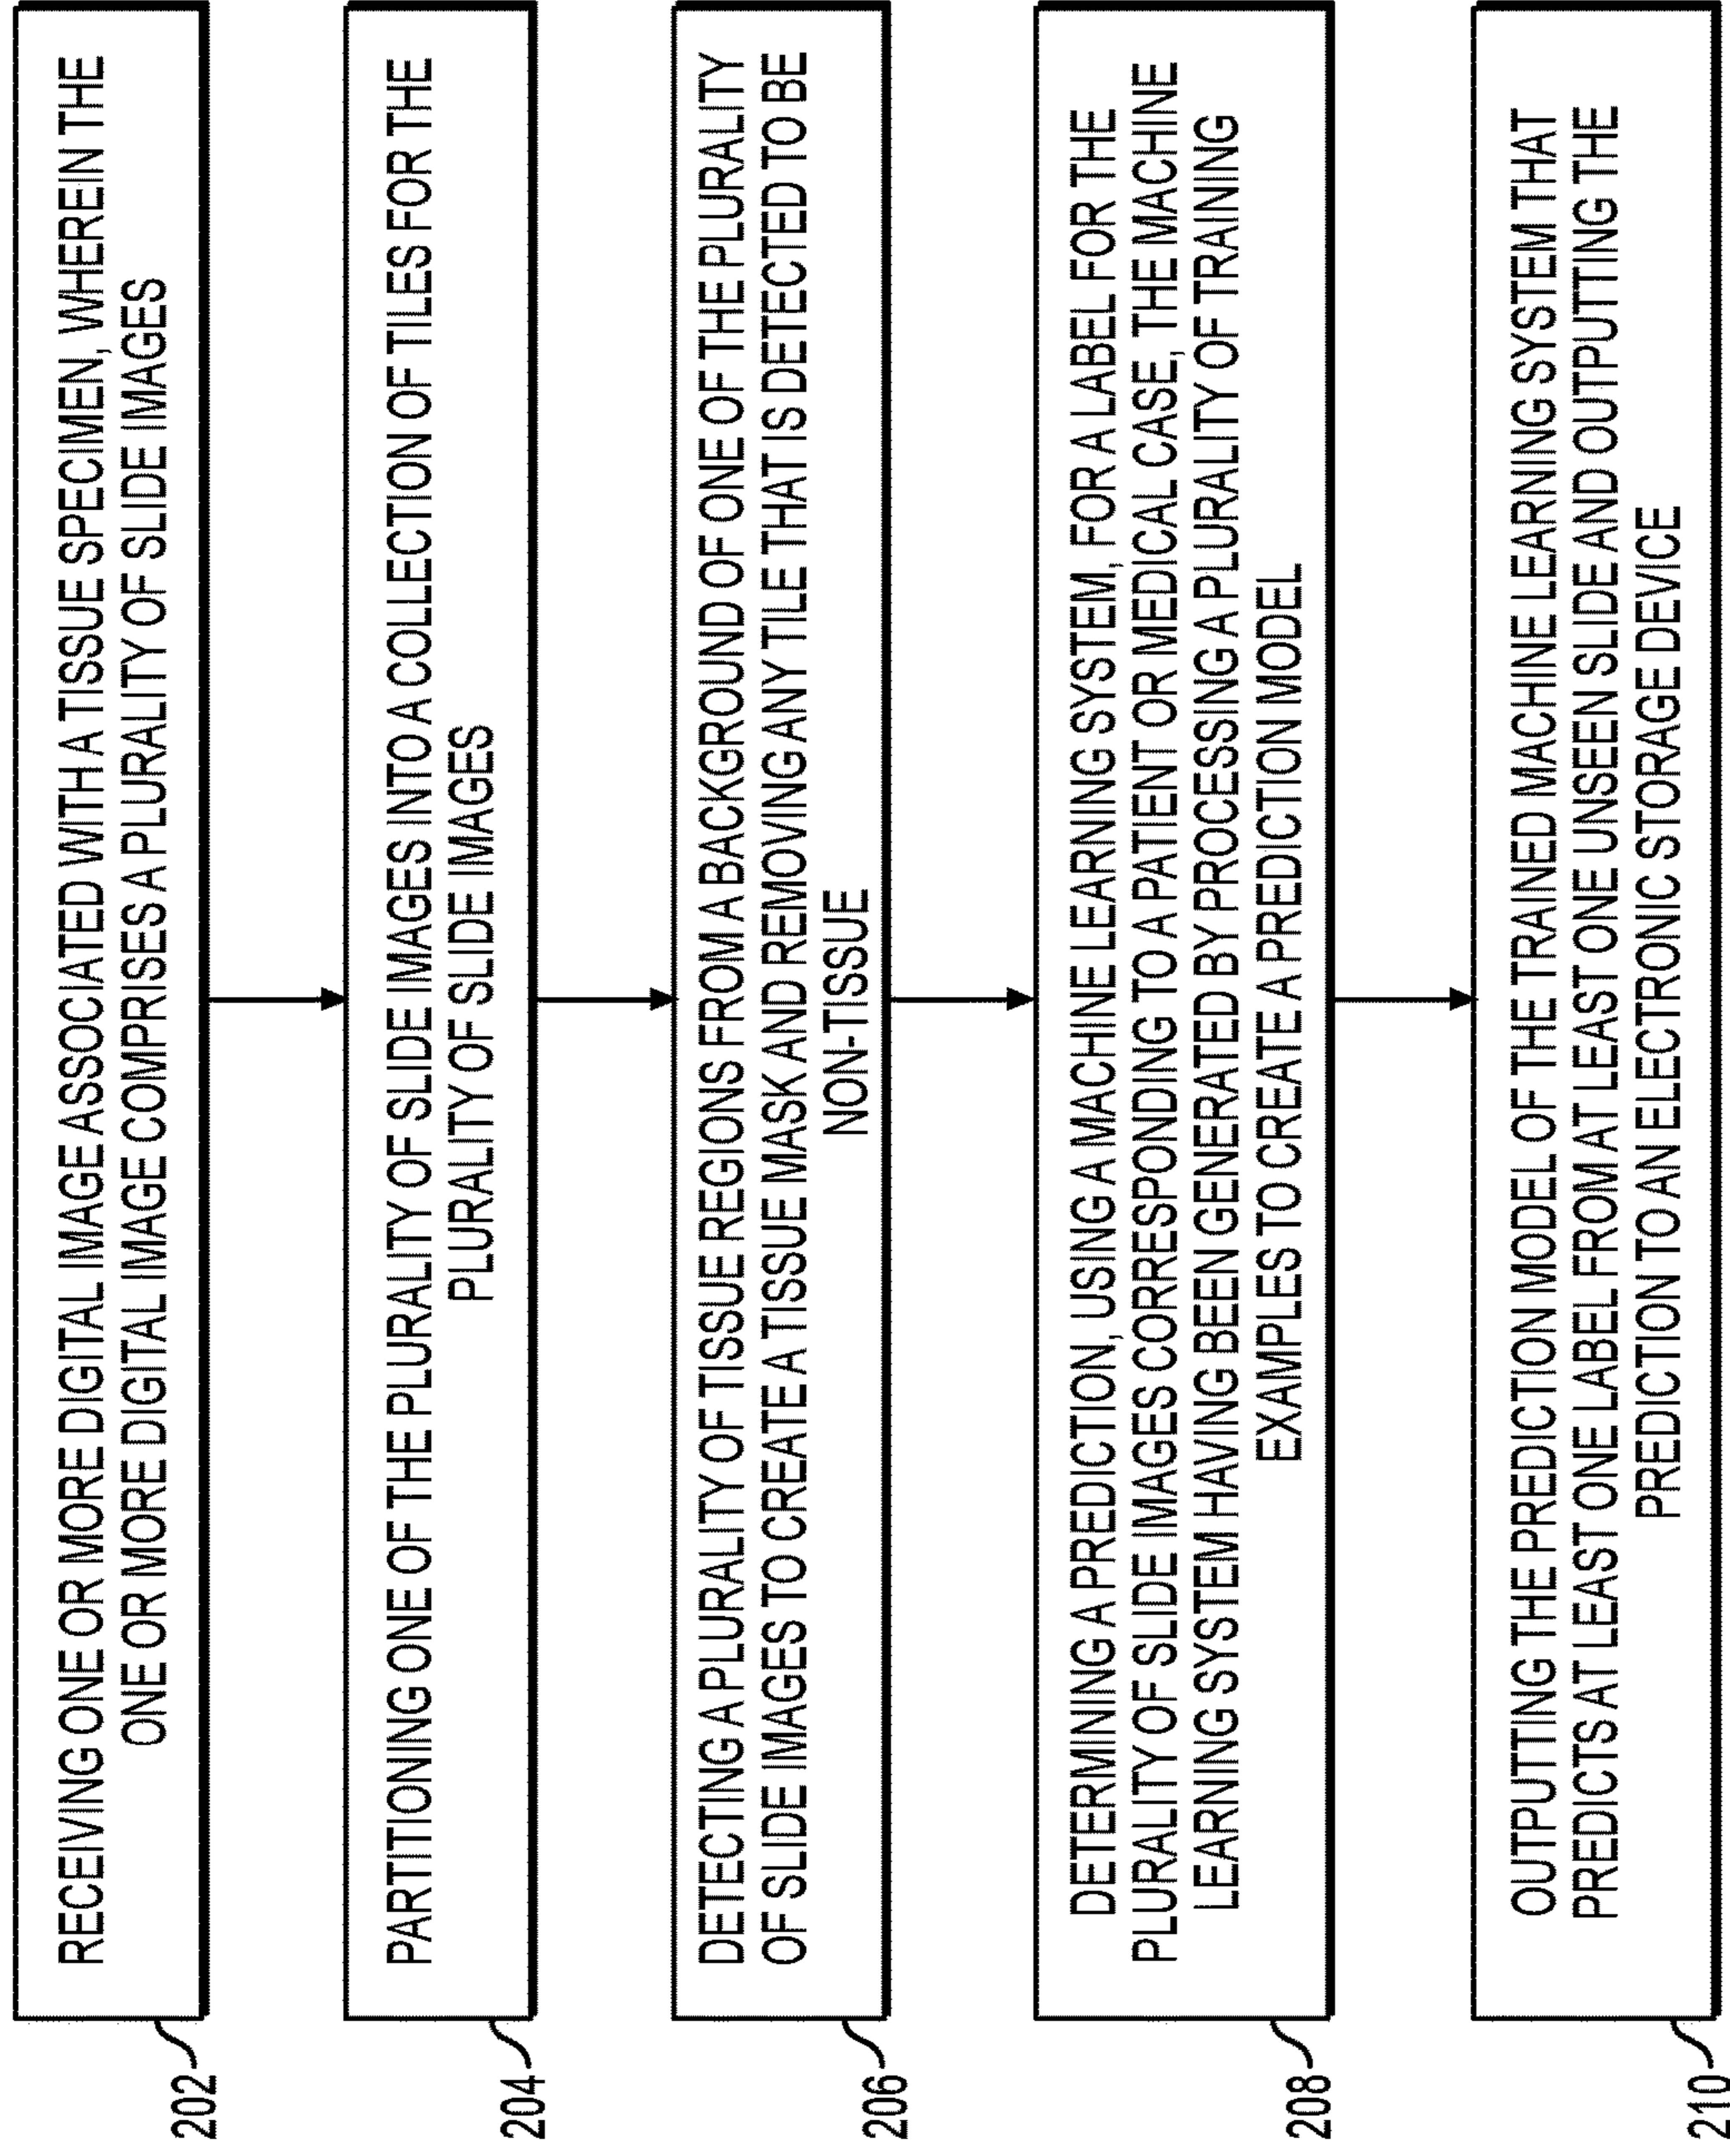 RECEIVING ONE OR MORE DIGITAL IMAGE ASSOCIATED WITH A TISSUE SPECIMEN, WHEREIN THE
ONE OR MORE DIGITAL IMAGE COMPRISES A PLURALITY OF SLIDE IMAGES
202
PARTITIONING ONE OF THE PLURALITY OF SLIDE IMAGES INTO A COLLECTION OF TILES FOR THE
PLURALITY OF SLIDE IMAGES
204
DETECTING A PLURALITY OF TISSUE REGIONS FROM A BACKGROUND OF ONE OF THE PLURALITY
OF SLIDE IMAGES TO CREATE A TISSUE MASK AND REMOVING ANY TILE THAT IS DETECTED TO BE
NON-TISSUE
206
DETERMINING A PREDICTION, USING A MACHINE LEARNING SYSTEM, FOR A LABEL FOR THE
PLURALITY OF SLIDE IMAGES CORRESPONDING TO A PATIENT OR MEDICAL CASE, THE MACHINE
LEARNING SYSTEM HAVING BEEN GENERATED BY PROCESSING A PLURALITY OF TRAINING
EXAMPLES TO CREATE A PREDICTION MODEL
208
OUTPUTTING THE PREDICTION MODEL OF THE TRAINED MACHINE LEARNING SYSTEM THAT
PREDICTS AT LEAST ONE LABEL FROM AT LEAST ONE UNSEEN SLIDE AND OUTPUTTING THE
PREDICTION TO AN ELECTRONIC STORAGE DEVICE
210